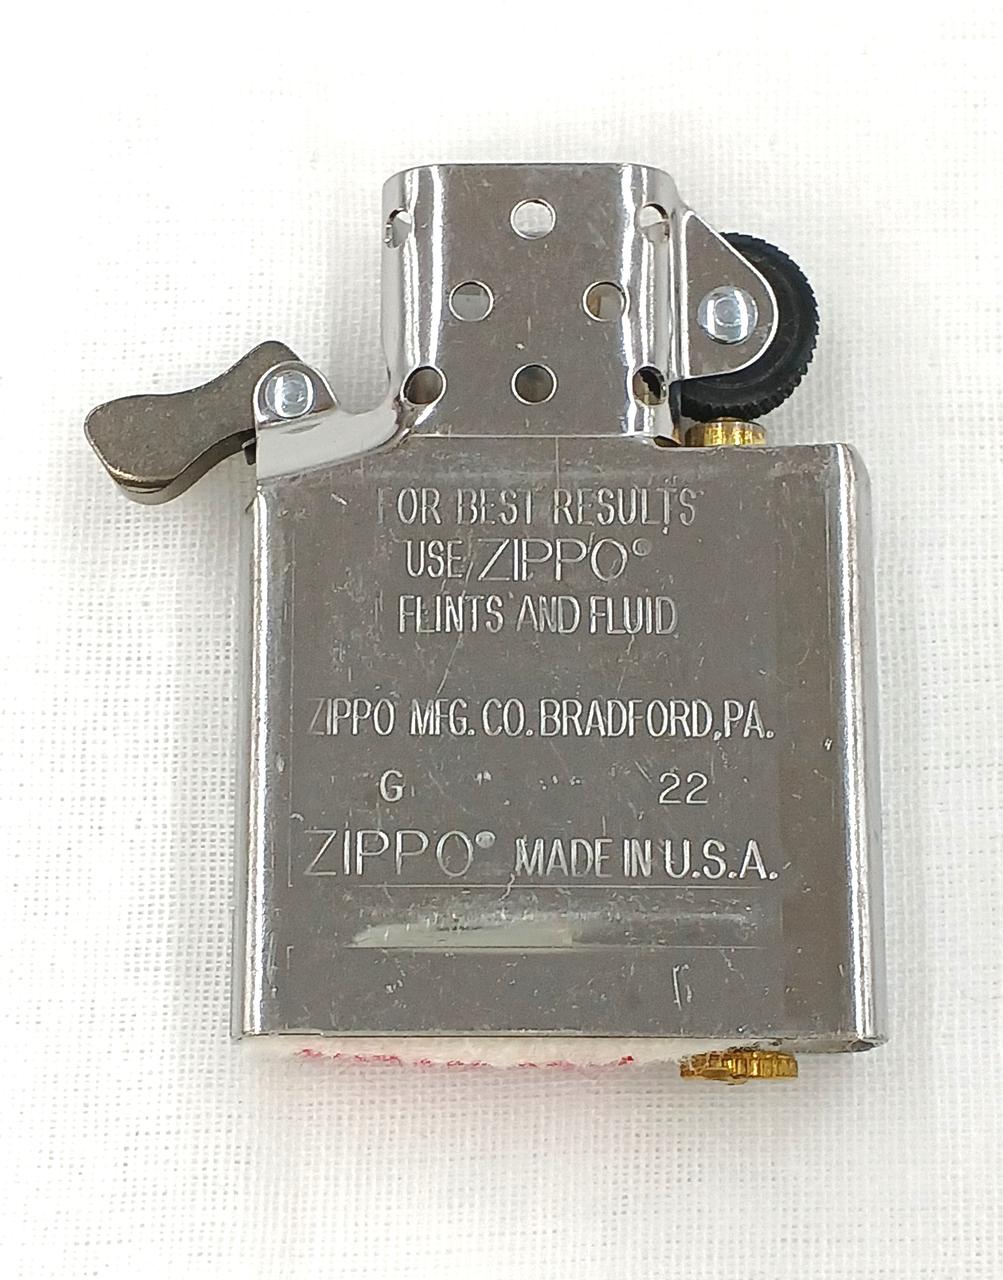 FOR BEST RESULTS
USE ZIPPO®
FLINTS AND FLUID
ZIPPO MFG. CO. BRADFORD, PA.
G 22
ZIPPO® MADE IN U.S.A.